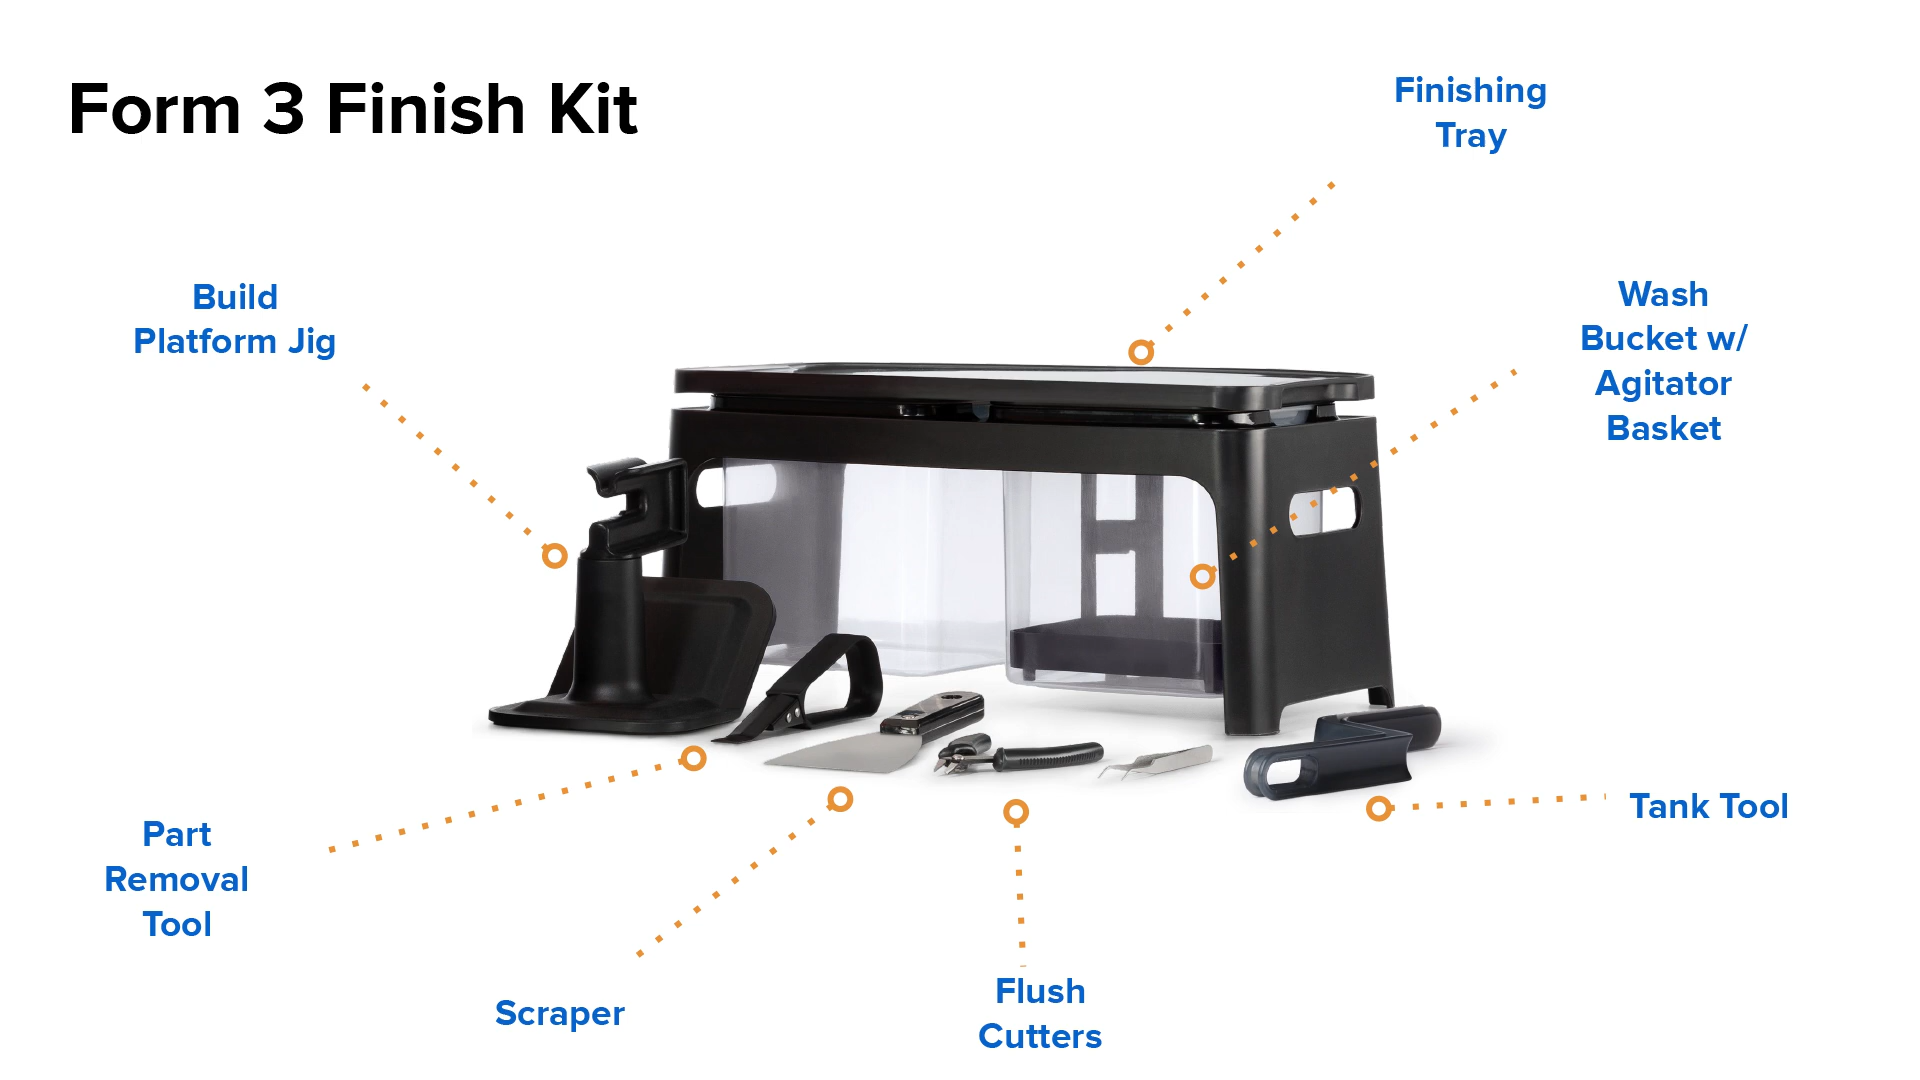 Form 3 Finish Kit
Finishing
Tray
Build
Platform Jig
Wash
Bucket w/
Agitator
Basket
Part
Removal
Tool
Tank Tool
Scraper
Flush
Cutters